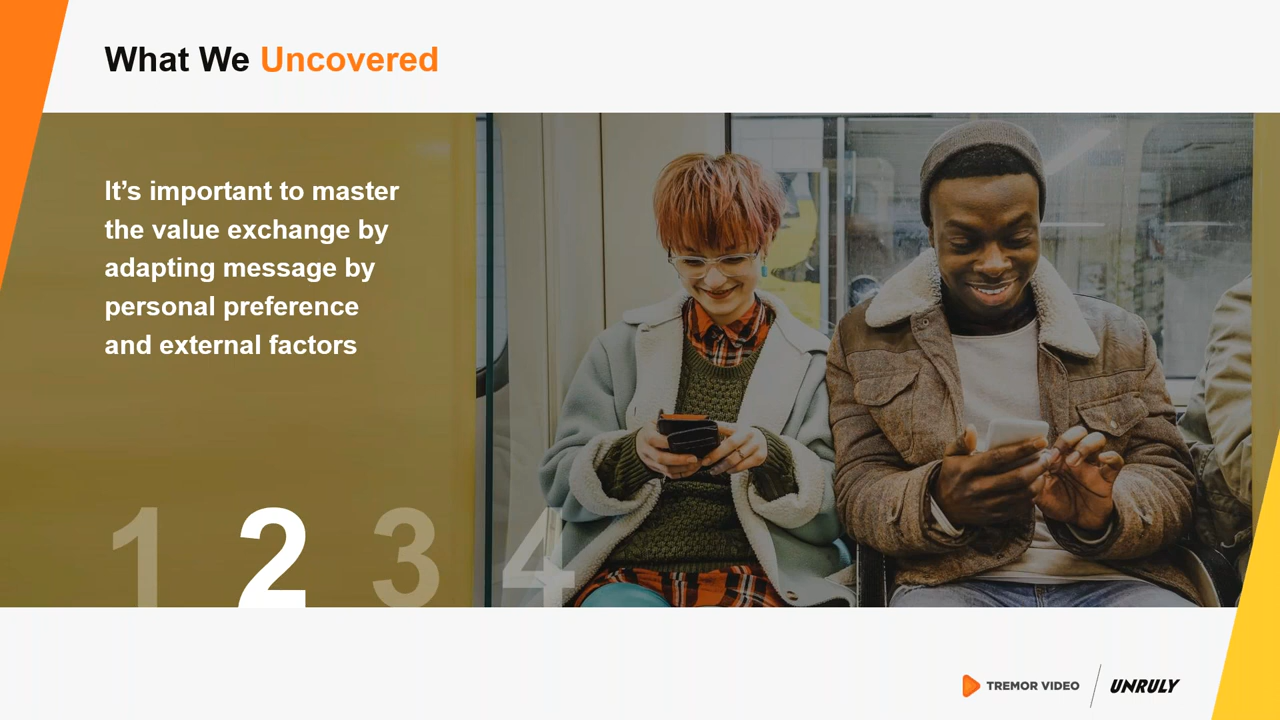 What We Uncovered
It’s important to master
the value exchange by
adapting message by
personal preference
and external factors
1 2 3 4
TREMOR VIDEO UNRULY